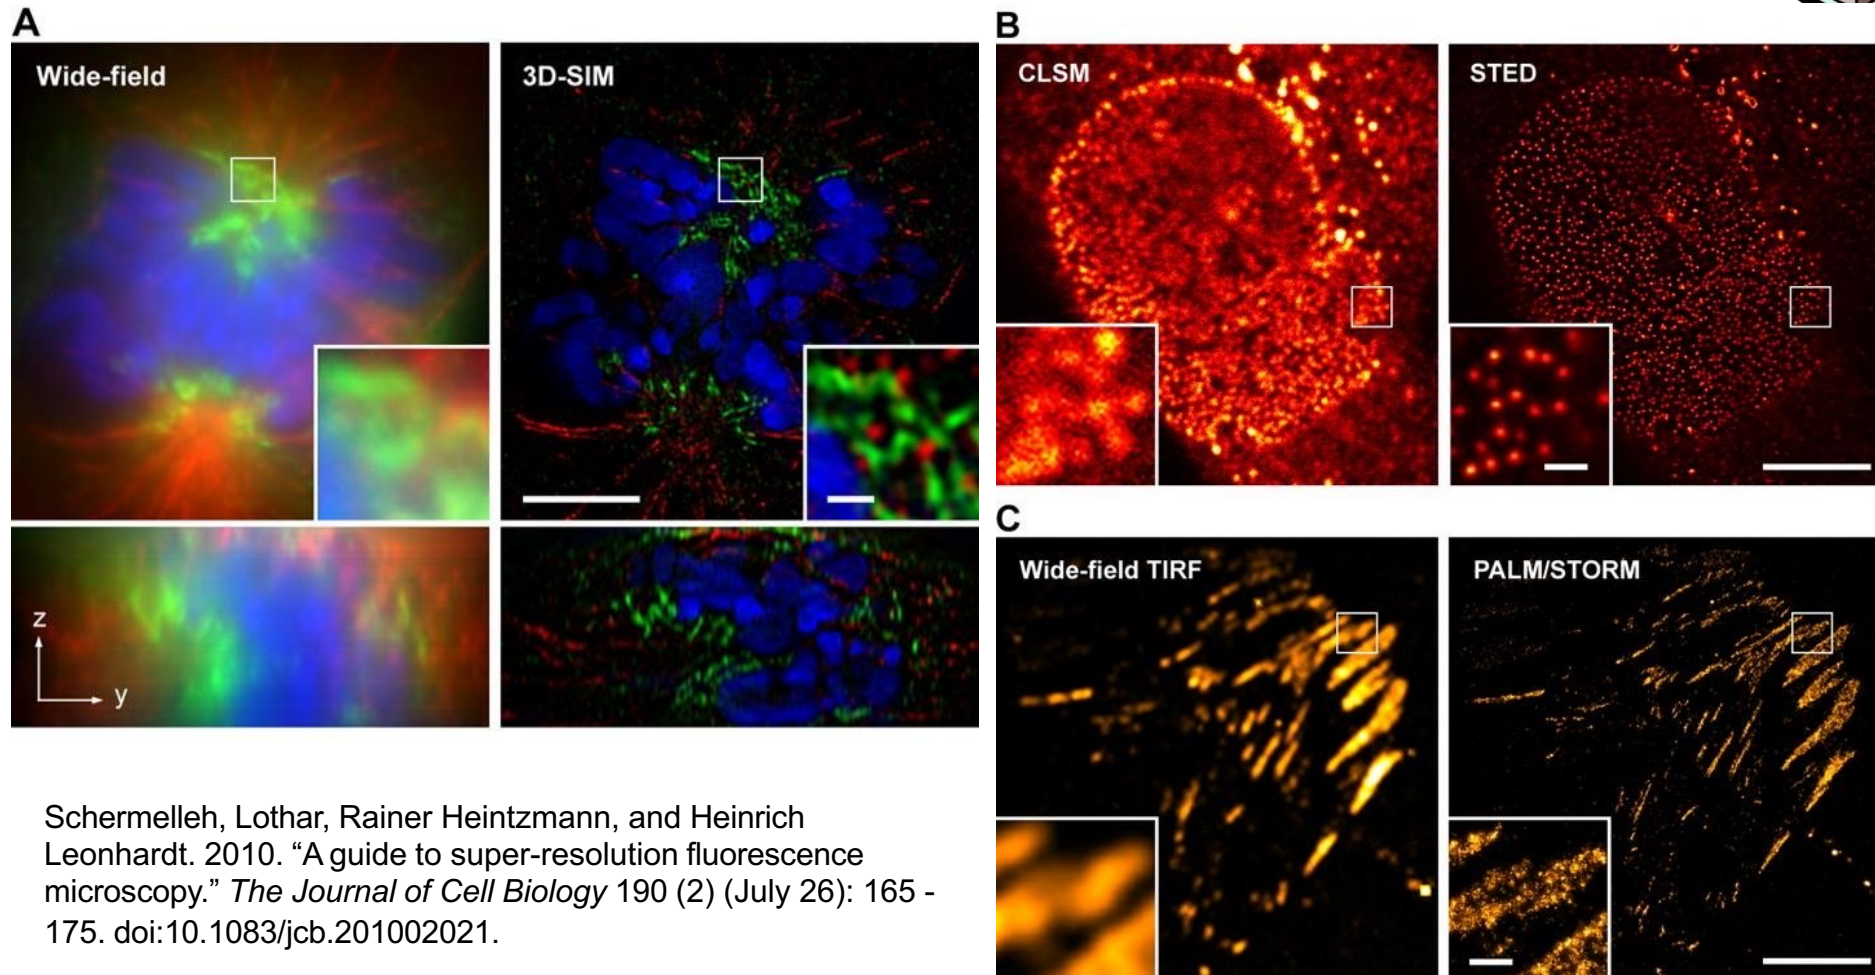 A
Wide-field
3D-SIM
z
y
B
CLSM
STED
C
Wide-field TIRF
PALM/STORM
Schermelleh, Lothar, Rainer Heintzmann, and Heinrich
Leonhardt. 2010. “A guide to super-resolution fluorescence
microscopy.” The Journal of Cell Biology 190 (2) (July 26): 165 -
175. doi:10.1083/jcb.201002021.